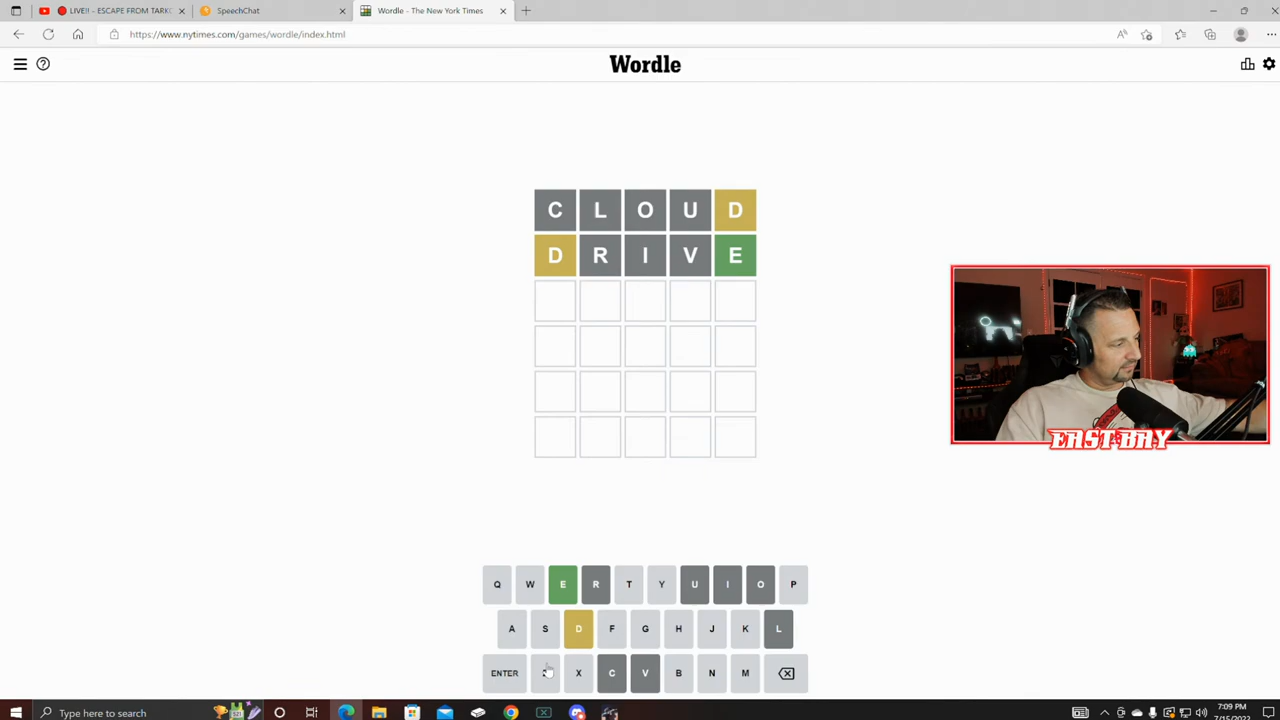 LIVE!! - ESCAPE FROM TARKO
SpeechChat
Wordle - The New York Times
https://www.nytimes.com/games/wordle/index.html
Wordle
C L O U D
D R I V E
EAST BAY
Q W E R T Y U I O P
A S D F G H J K L
ENTER X C V B N M
Type here to search
7:09 PM